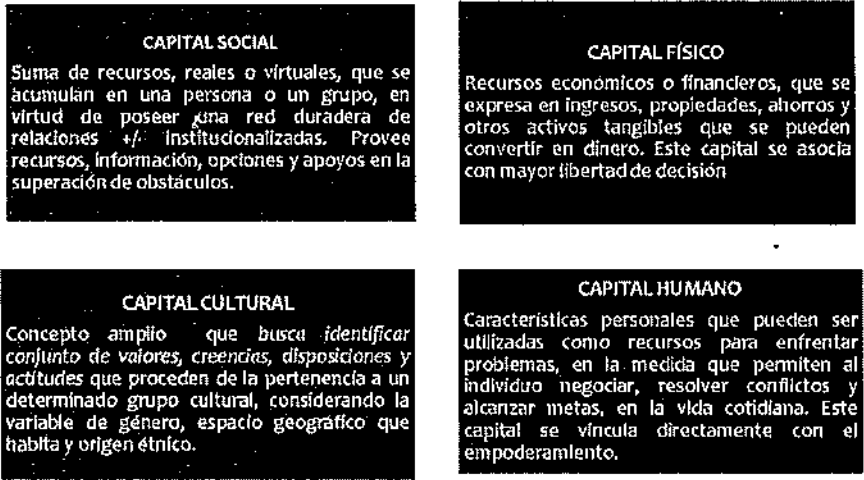 CAPITAL SOCIAL
Suma de recursos, reales o virtuales, que se
acumulan en una persona o un grupo, en
virtud de poseer una red duradera de
relaciones +/- institucionalizadas. Provee
recursos, información, opciones y apoyos en la
superación de obstáculos.
CAPITAL FÍSICO
Recursos económicos o financieros, que se
expresa en ingresos, propiedades, ahorros y
otros activos tangibles que se pueden
convertir en dinero. Este capital se asocia
con mayor libertad de decisión
CAPITAL CULTURAL
Concepto amplio que busca identificar
conjunto de valores, creencias, disposiciones y
actitudes que proceden de la pertenencia a un
determinado grupo cultural, considerando la
variable de género, espacio geográfico que
habita y origen étnico.
CAPITAL HUMANO
Características personales que pueden ser
utilizadas como recursos para enfrentar
problemas, en la medida que permiten al
individuo negociar, resolver conflictos y
alcanzar metas, en la vida cotidiana. Este
capital se vincula directamente con el
empoderamiento.